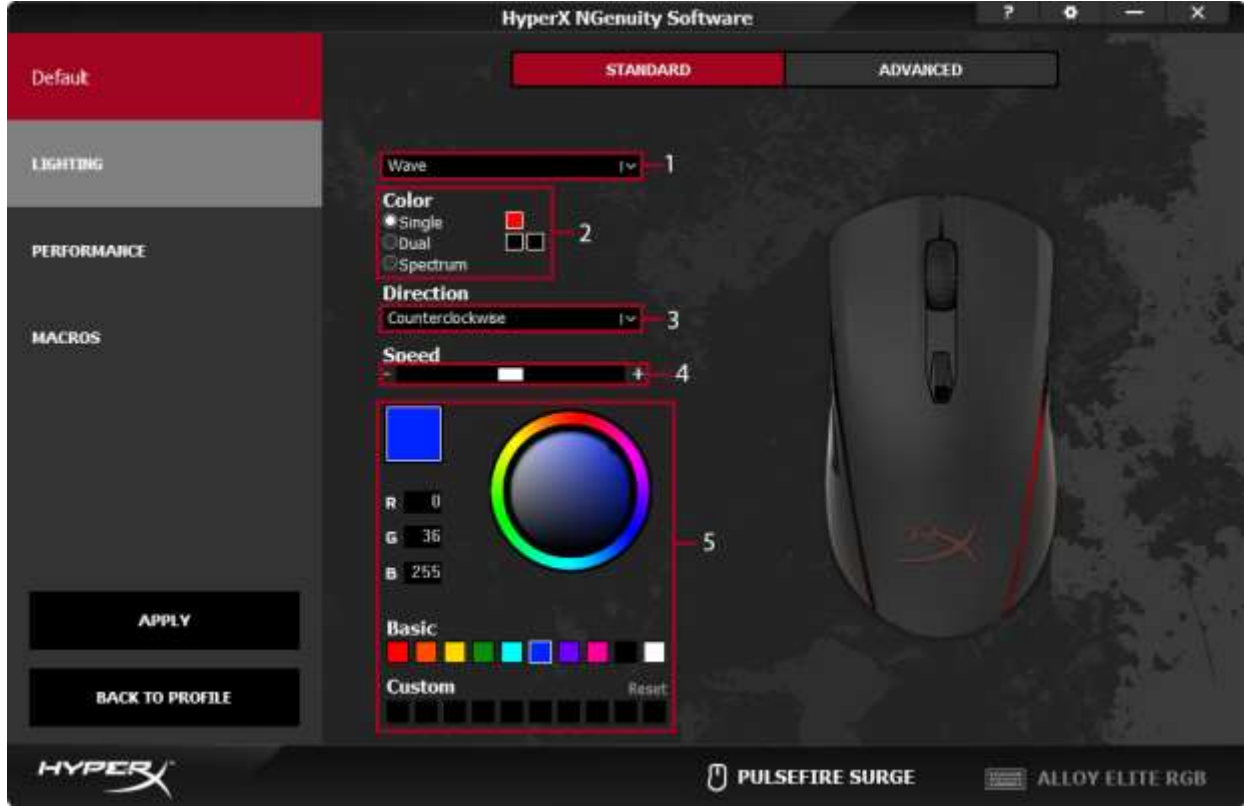 HyperX NGenuity Software
?
Default
STANDARD
ADVANCED
LIGHTING
Wave
1
Color
Single
Dual
Spectrum
2
PERFORMANCE
Direction
Counterclockwise
3
MACROS
Speed
-
+
4
R 0
G 36
B 255
5
APPLY
Basic
Custom
Reset
BACK TO PROFILE
HYPERX
PULSEFIRE SURGE
ALLOY ELITE RGB